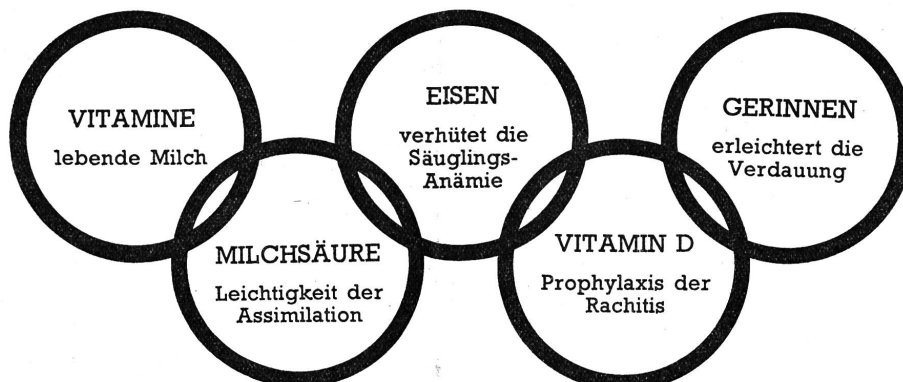 VITAMINE
lebende Milch
MILCHSÄURE
Leichtigkeit der
Assimilation
EISEN
verhütet die
Säuglings-
Anämie
VITAMIN D
Prophylaxis der
Rachitis
GERINNEN
erleichtert die
Verdauung